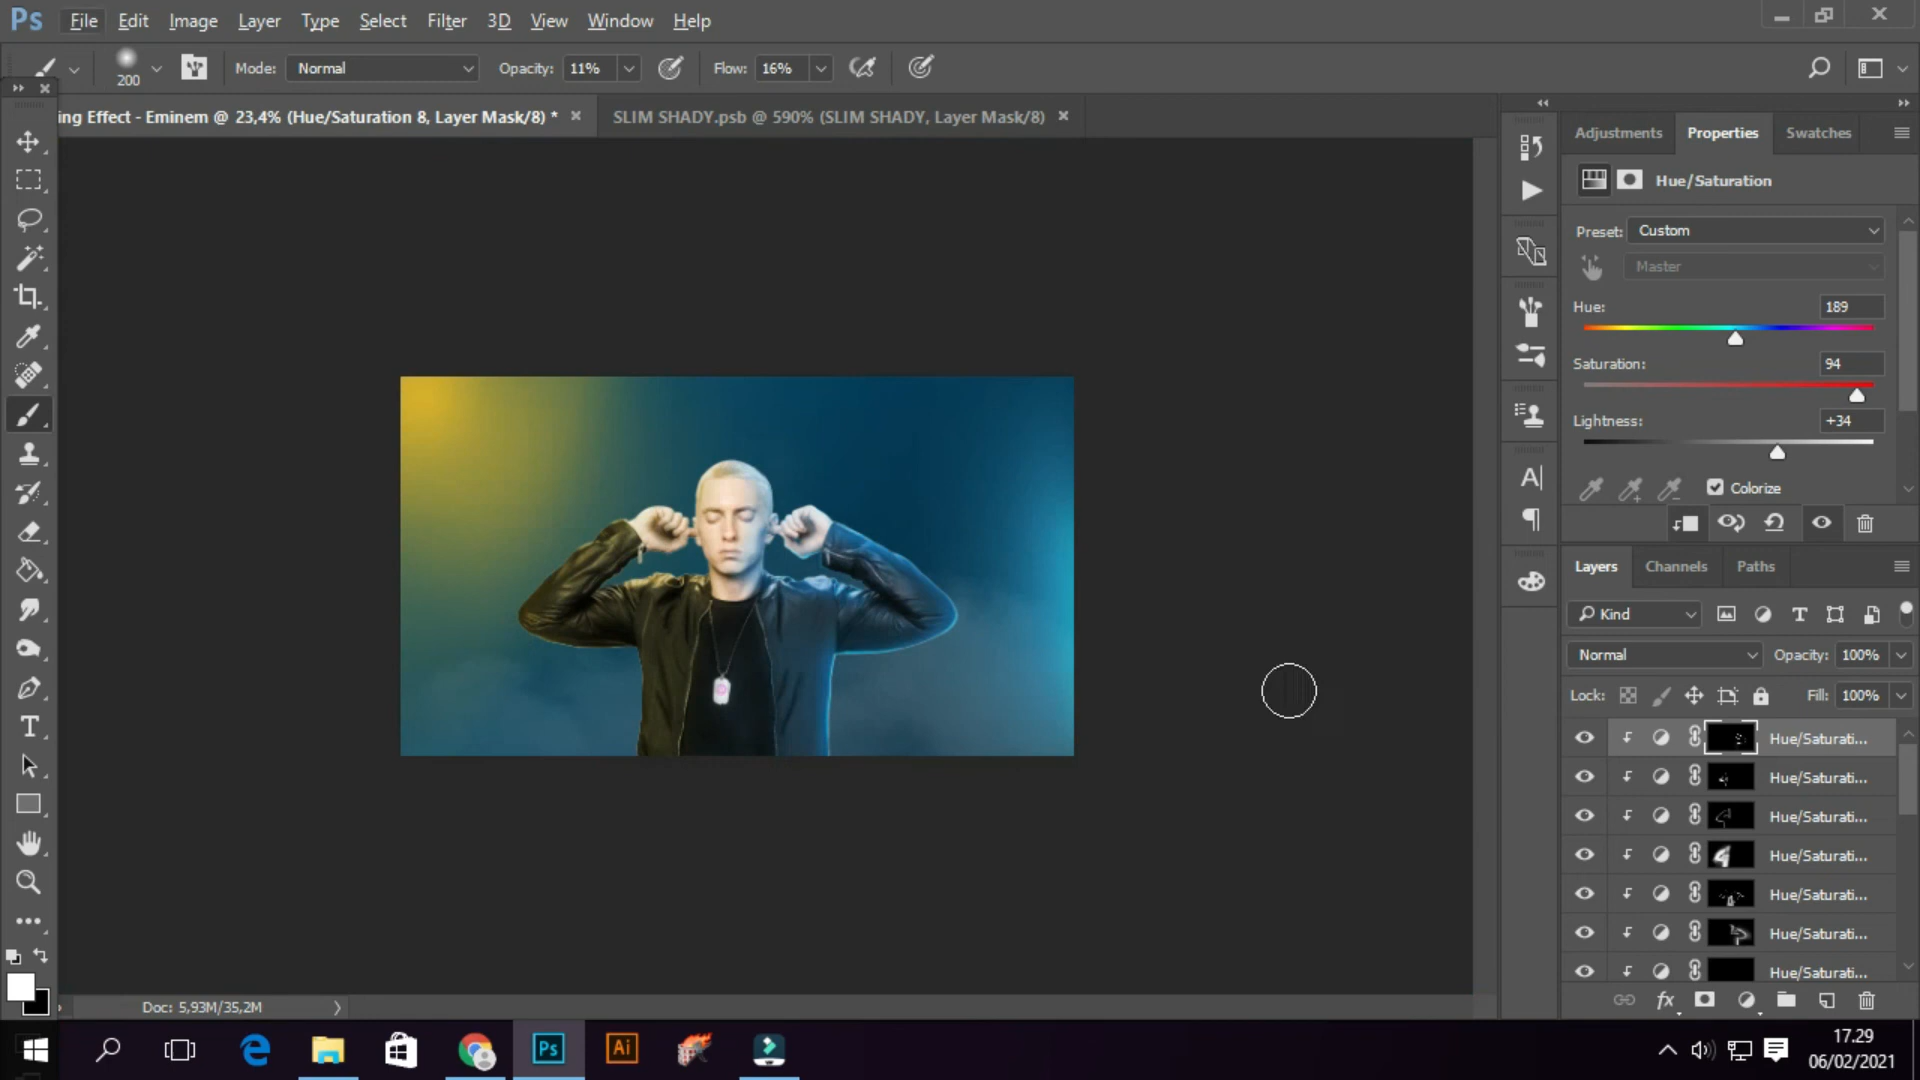 Ps File Edit Image Layer Type Select Filter 3D View Window Help
200 Mode: Normal Opacity: 11% Flow: 16%
ing Effect - Eminem @ 23,4% (Hue/Saturation 8, Layer Mask/8) * SLIM SHADY.psb @ 590% (SLIM SHADY, Layer Mask/8)
Adjustments Properties Swatches
Hue/Saturation
Preset: Custom
Master
Hue: 189
Saturation: 94
Lightness: +34
Colorize
Layers Channels Paths
Kind
Normal Opacity: 100%
Lock: Fill: 100%
Hue/Saturati...
Hue/Saturati...
Hue/Saturati...
Hue/Saturati...
Hue/Saturati...
Hue/Saturati...
Hue/Saturati...
Doc: 5,93M/35,2M
fx
Ps Ai
17.29
06/02/2021